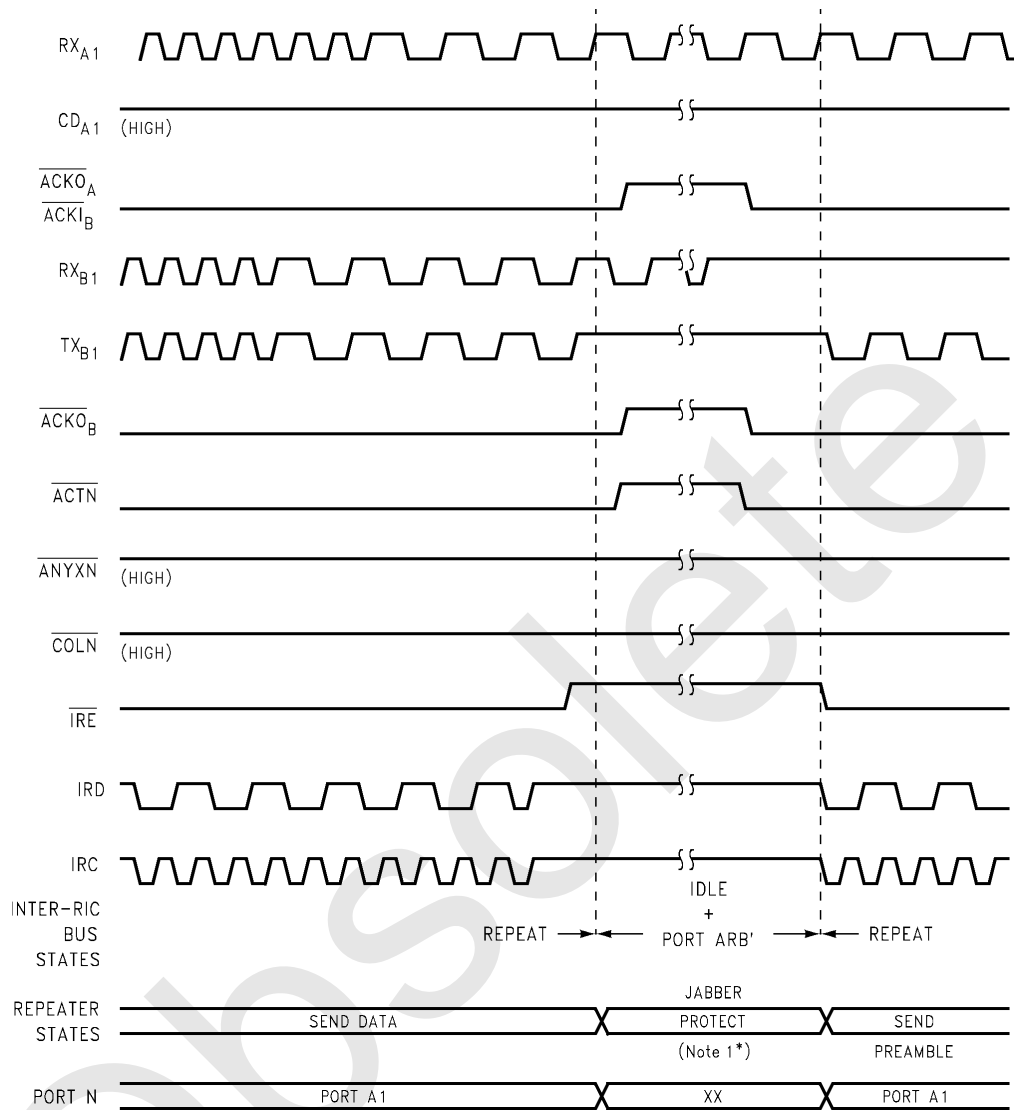 RXA1
CDA1 (HIGH)
ACKOA
ACKIB
RXB1
TXB1
ACKOB
ACTN
ANYXN (HIGH)
COLN (HIGH)
IRE
IRD
IRC
IDLE
+
INTER-RIC
BUS
STATES
REPEAT
PORT ARB'
REPEAT
REPEATER
STATES
SEND DATA
JABBER
PROTECT
(Note 1*)
SEND
PREAMBLE
PORT N
PORT A1
XX
PORT A1
Obsolete